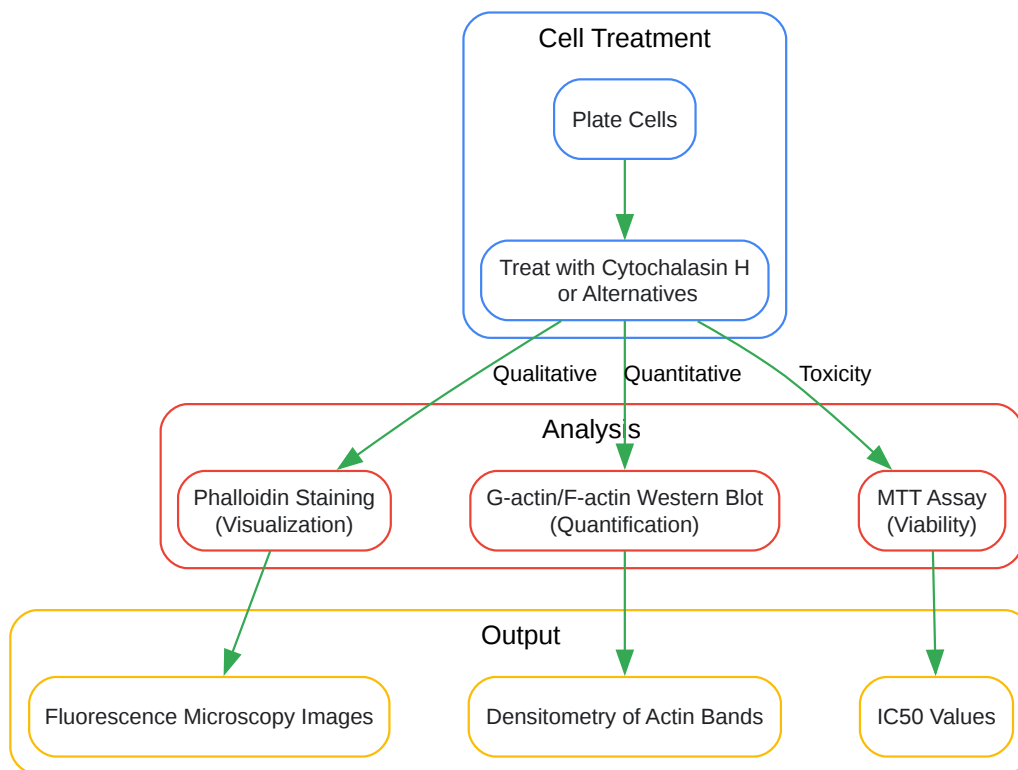 Cell Treatment
Plate Cells
Treat with Cytochalasin H
or Alternatives
Qualitative
Quantitative
Toxicity
Analysis
Phalloidin Staining
(Visualization)
G-actin/F-actin Western Blot
(Quantification)
MTT Assay
(Viability)
Output
Fluorescence Microscopy Images
Densitometry of Actin Bands
IC50 Values